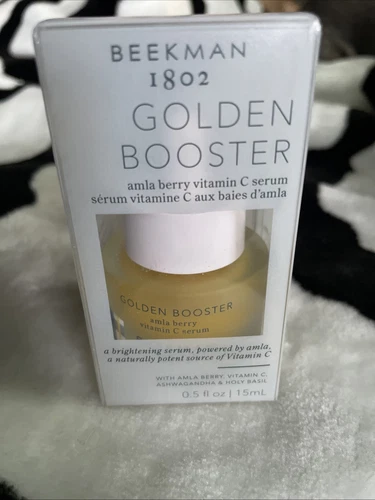 BEEKMAN
1802
GOLDEN
BOOSTER
amla berry vitamin C serum
sérum vitamine C aux baies d'amla
GOLDEN BOOSTER
amla berry
vitamin C serum
a brightening serum, powered by amla,
a naturally potent source of Vitamin C
WITH AMLA BERRY, VITAMIN C,
ASHWAGANDHA & HOLY BASIL
0.5 fl oz | 15mL